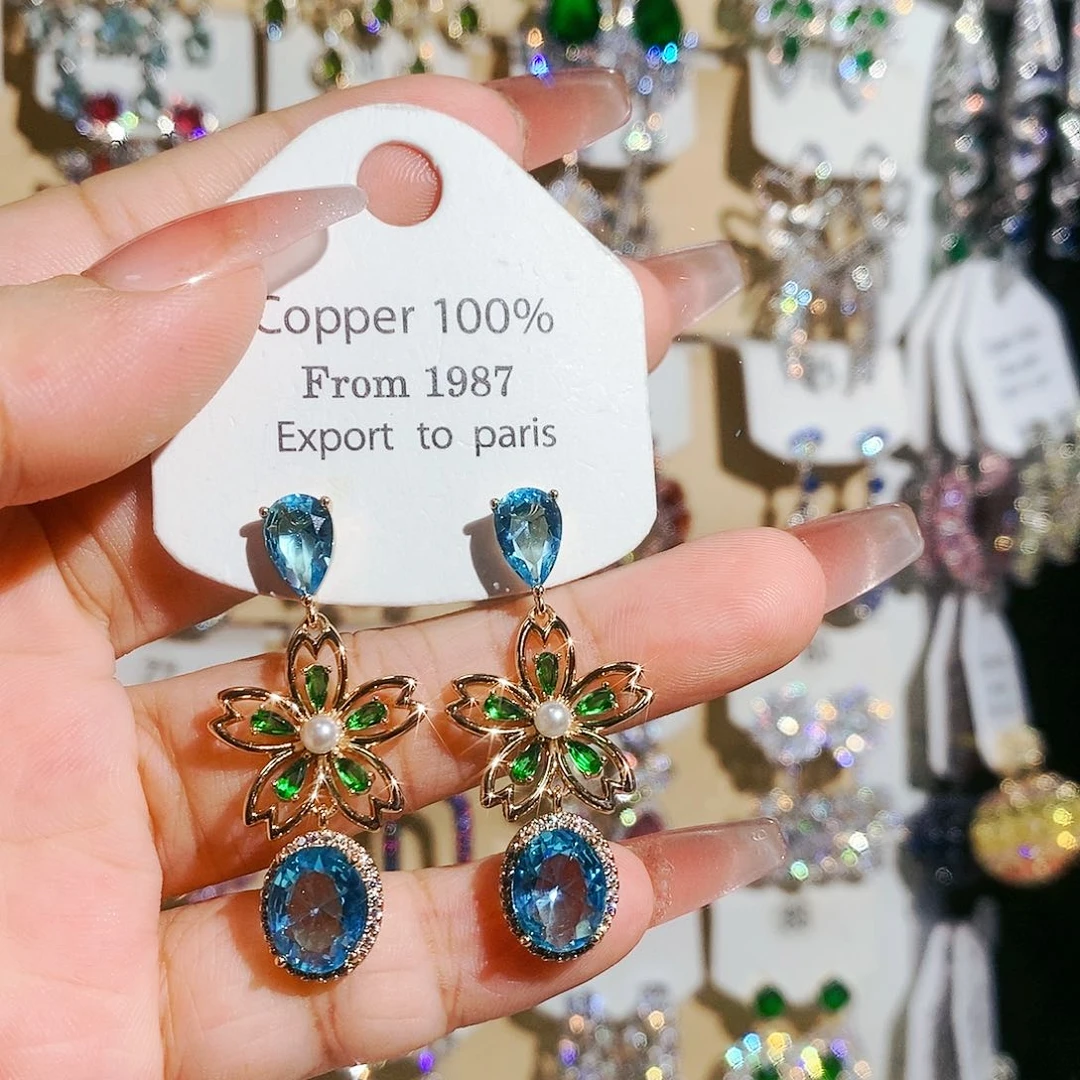 Copper 100%
From 1987
Export to paris